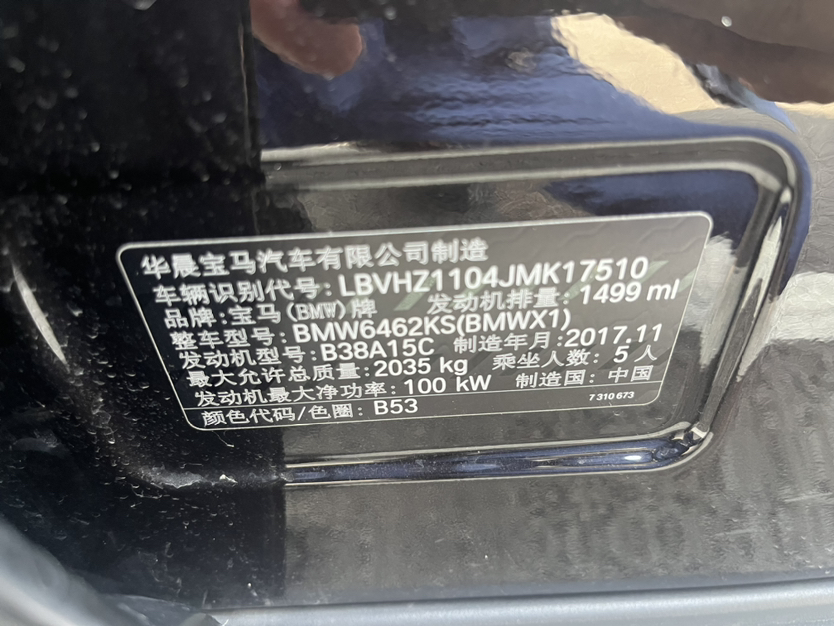 华晨宝马汽车有限公司制造
车辆识别代号: LBVHZ1104JMK17510
品牌: 宝马(BMW)牌 发动机排量: 1499 ml
整车型号: BMW6462KS(BMWX1)
发动机型号: B38A15C 制造年月: 2017.11
最大允许总质量: 2035 kg 乘坐人数: 5 人
发动机最大净功率: 100 kW 制造国: 中国
颜色代码/色圈: B53 7310673